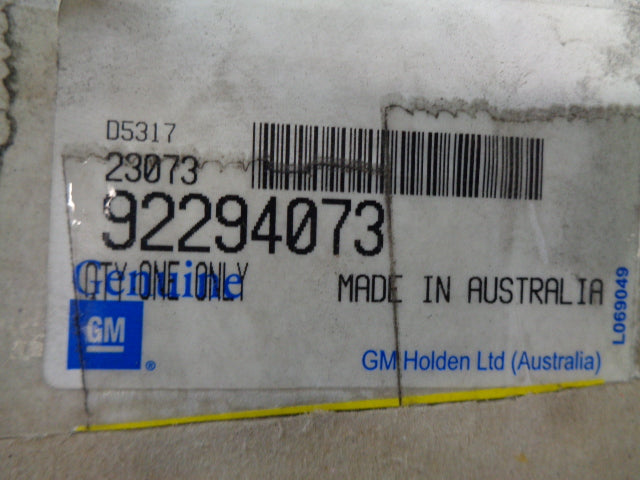 D5317
23073
92294073
Genuine
QTY ONE ONLY
MADE IN AUSTRALIA
GM ®
GM Holden Ltd (Australia)
L069049